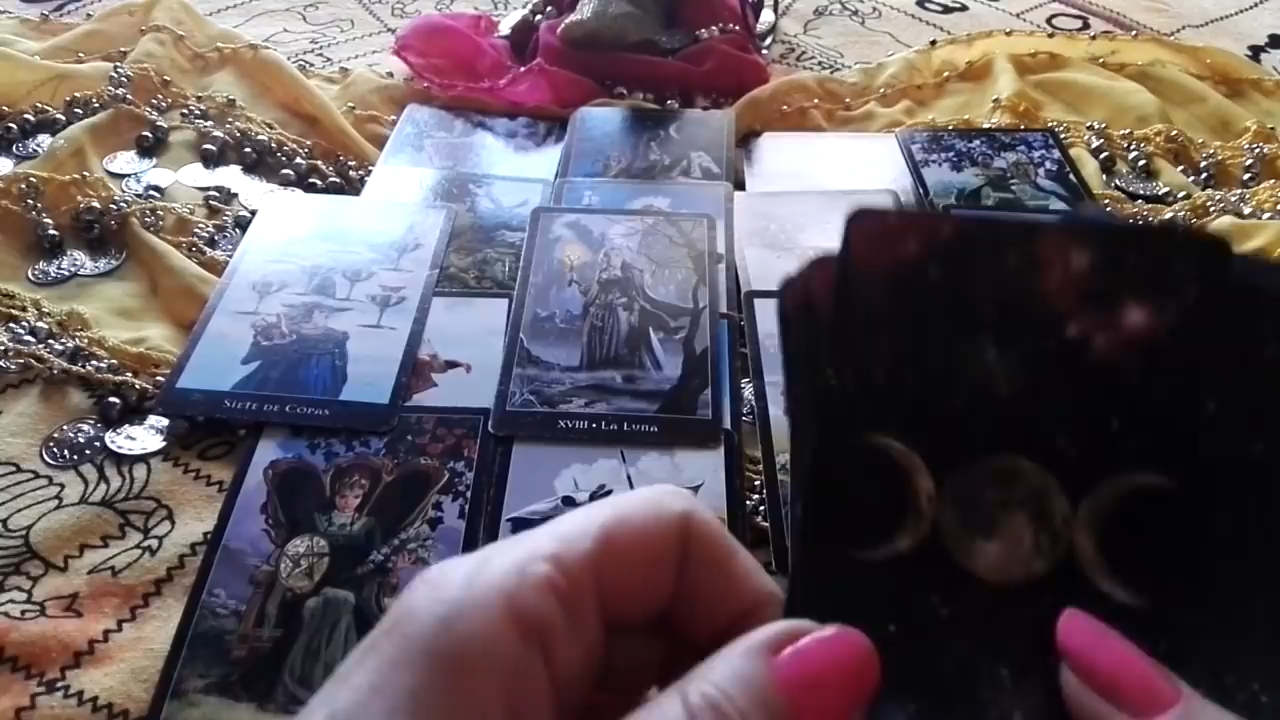 Siete de Copas
XVIII • La Luna